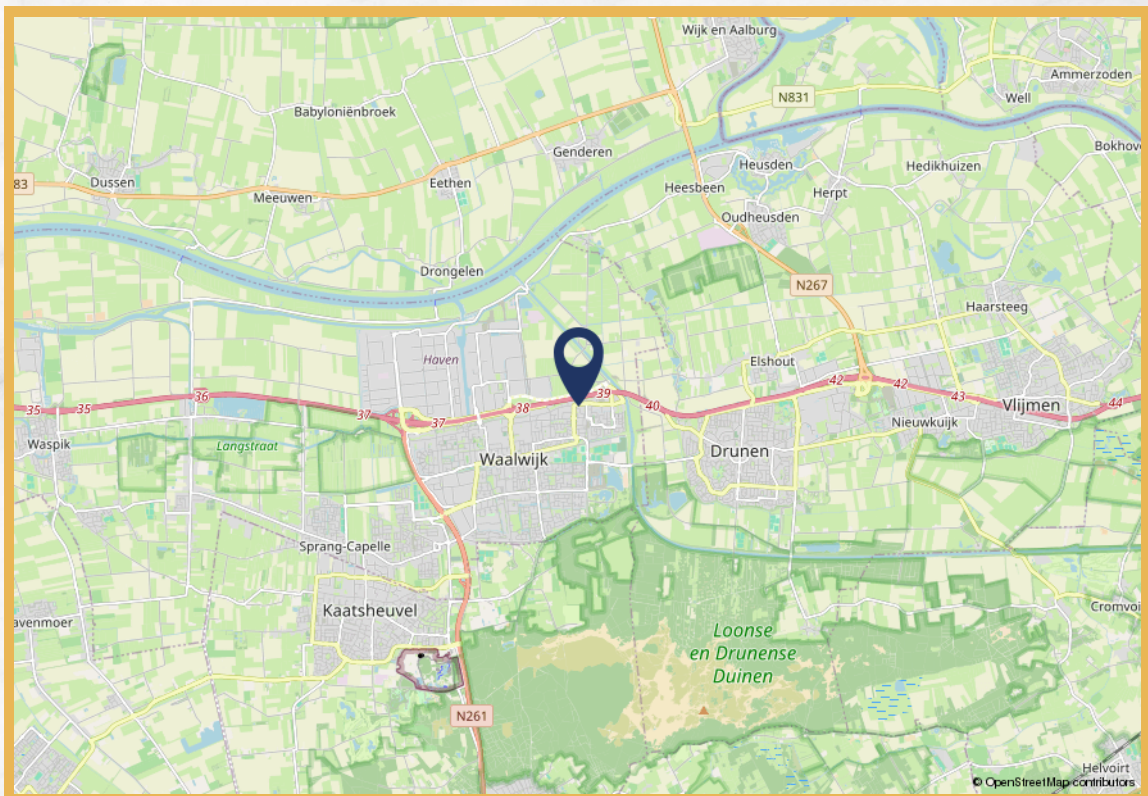 Wijk en Aalburg
Ammerzoden
N831
Well
Babyloniënbroek
Genderen
Bokhov
Heusden
Hedikhuizen
83
Dussen
Eethen
Heesbeen
Herpt
Meeuwen
Oudheusden
Drongelen
N267
Haarsteeg
Haven
Elshout
35
35
36
37
37
38
39
40
42
42
43
44
Vlijmen
Nieuwkuijk
Waspik
Langstraat
Waalwijk
Drunen
Sprang-Capelle
Kaatsheuvel
avenmoer
Cromvoi
Loonse
en Drunense
Duinen
N261
Helvoirt
© OpenStreetMap contributors